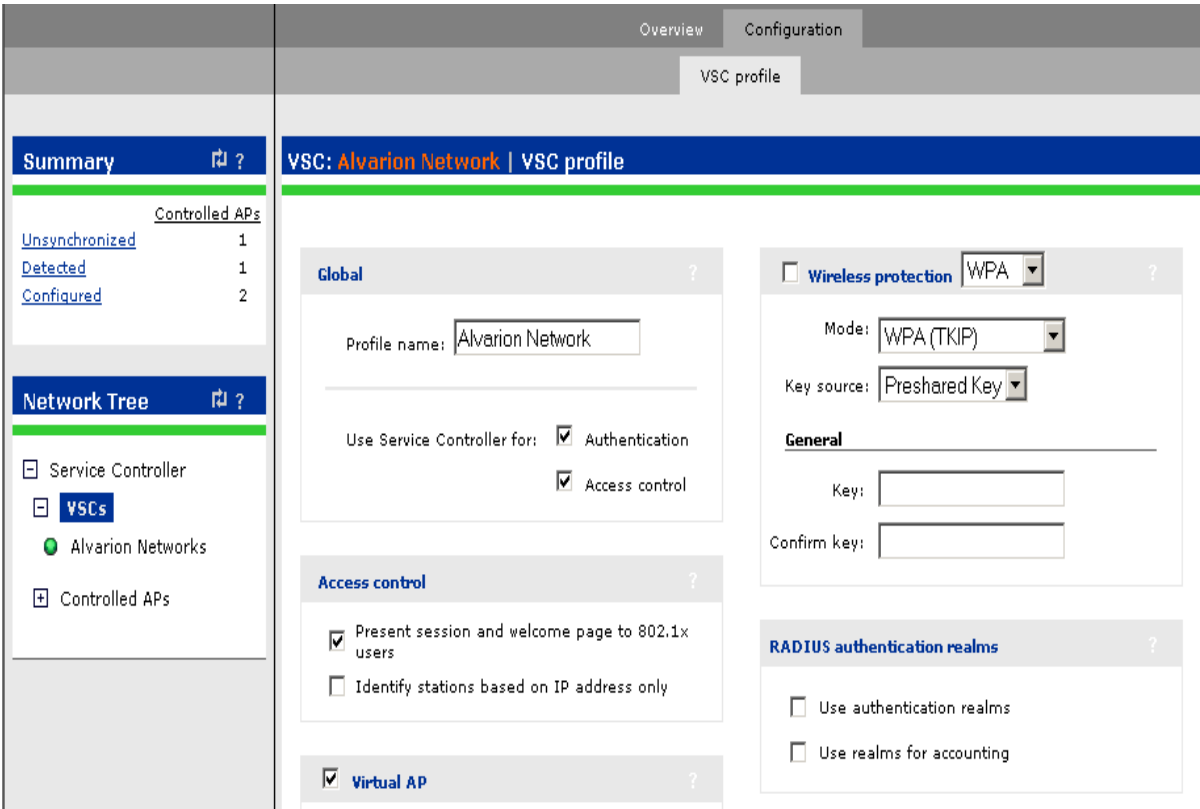 Overview Configuration
VSC profile
Summary ?
Controlled APs
Unsynchronized 1
Detected 1
Configured 2
Network Tree ?
Service Controller
VSCs
Alvarion Networks
Controlled APs
VSC: Alvarion Network | VSC profile
Global ?
Profile name: Alvarion Network
Use Service Controller for: Authentication
Access control
Access control ?
Present session and welcome page to 802.1x
users
Identify stations based on IP address only
Virtual AP ?
Wireless protection WPA ?
Mode: WPA (TKIP)
Key source: Preshared Key
General
Key:
Confirm key:
RADIUS authentication realms ?
Use authentication realms
Use realms for accounting